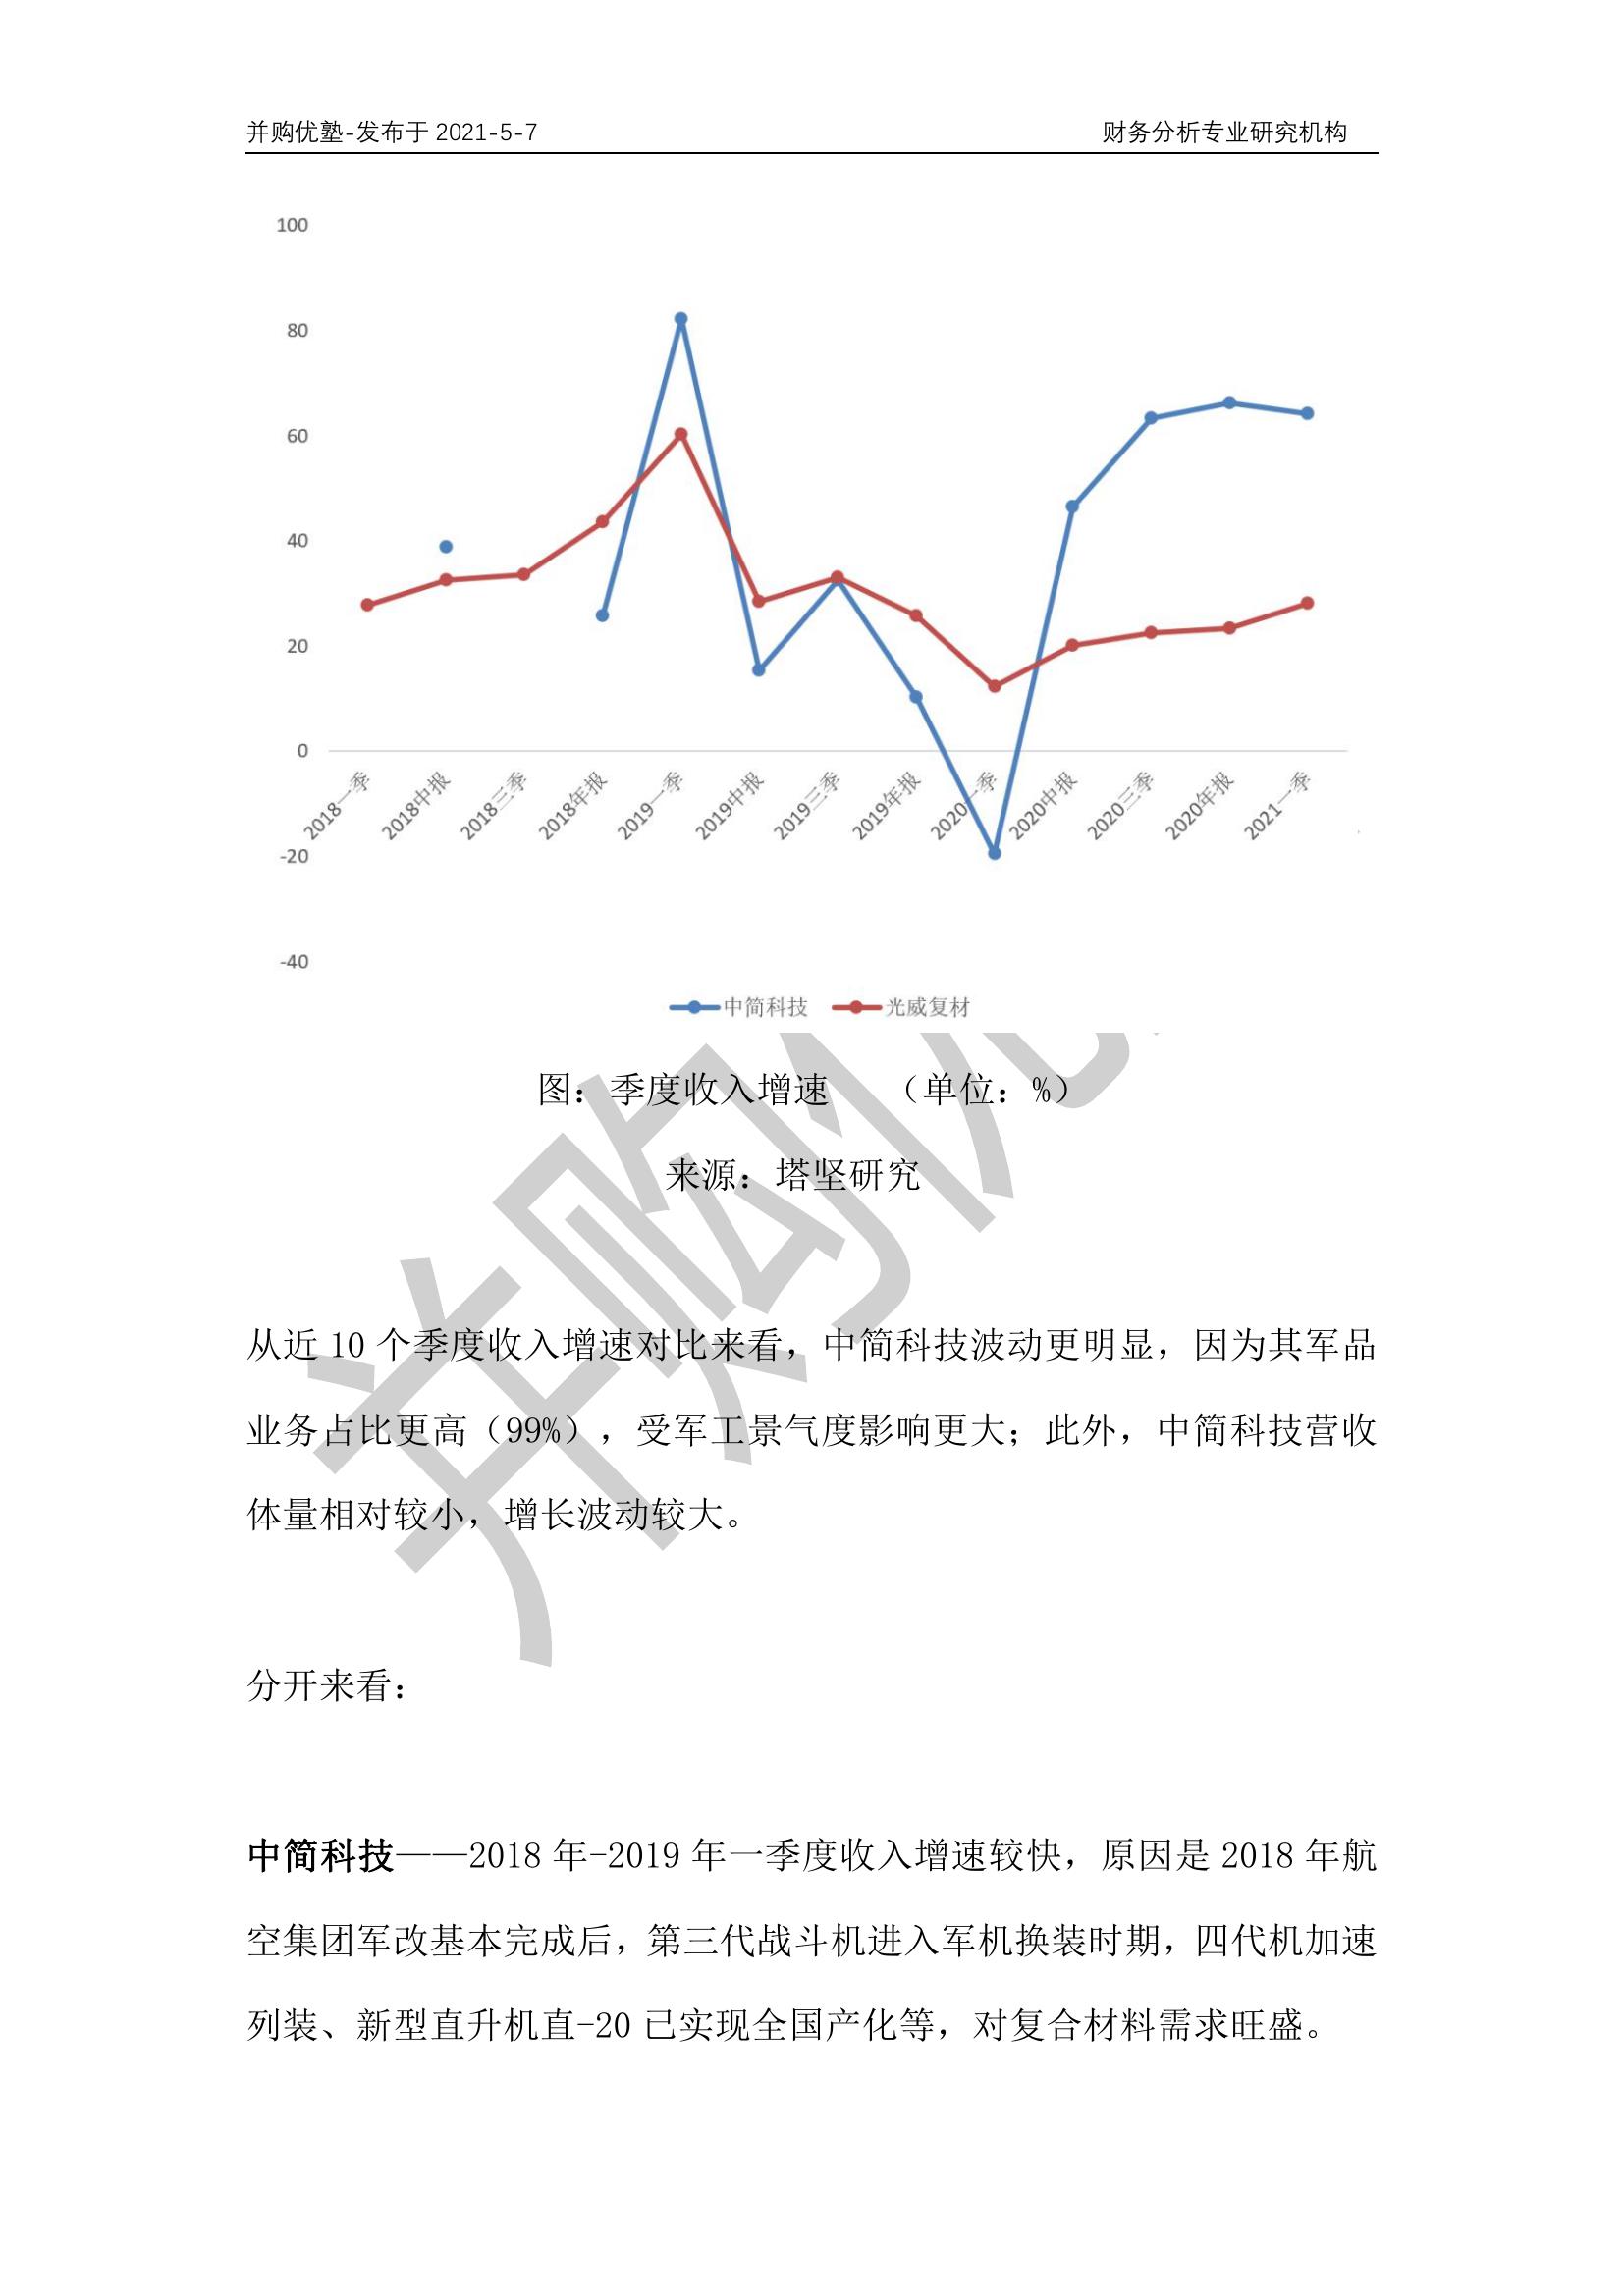 并购优塾-发布于 2021-5-7 财务分析专业研究机构
100
80
60
40
20
0
2018一季 2018中报 2018三季 2018年报 2019一季 2019中报 2019三季 2019年报 2020一季 2020中报 2020三季 2020年报 2021一季
-20
-40
中简科技 光威复材
图：季度收入增速 （单位：%）
来源：塔坚研究
从近 10 个季度收入增速对比来看，中简科技波动更明显，因为其军品
业务占比更高（99%），受军工景气度影响更大；此外，中简科技营收
体量相对较小，增长波动较大。
分开来看：
中简科技——2018 年-2019 年一季度收入增速较快，原因是 2018 年航
空集团军改基本完成后，第三代战斗机进入军机换装时期，四代机加速
列装、新型直升机直-20 已实现全国产化等，对复合材料需求旺盛。
并购